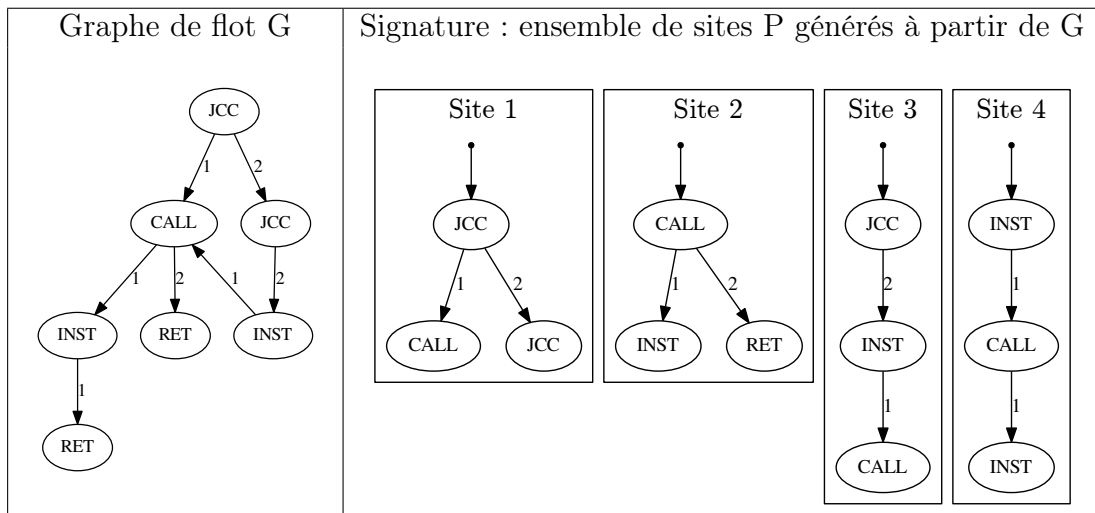 Graphe de flot G
Signature : ensemble de sites P générés à partir de G
JCC
1
2
CALL
JCC
1
2
1
2
INST
RET
INST
1
RET
Site 1
JCC
1
2
CALL
JCC
Site 2
CALL
1
2
INST
RET
Site 3
JCC
2
INST
1
CALL
Site 4
INST
1
CALL
1
INST